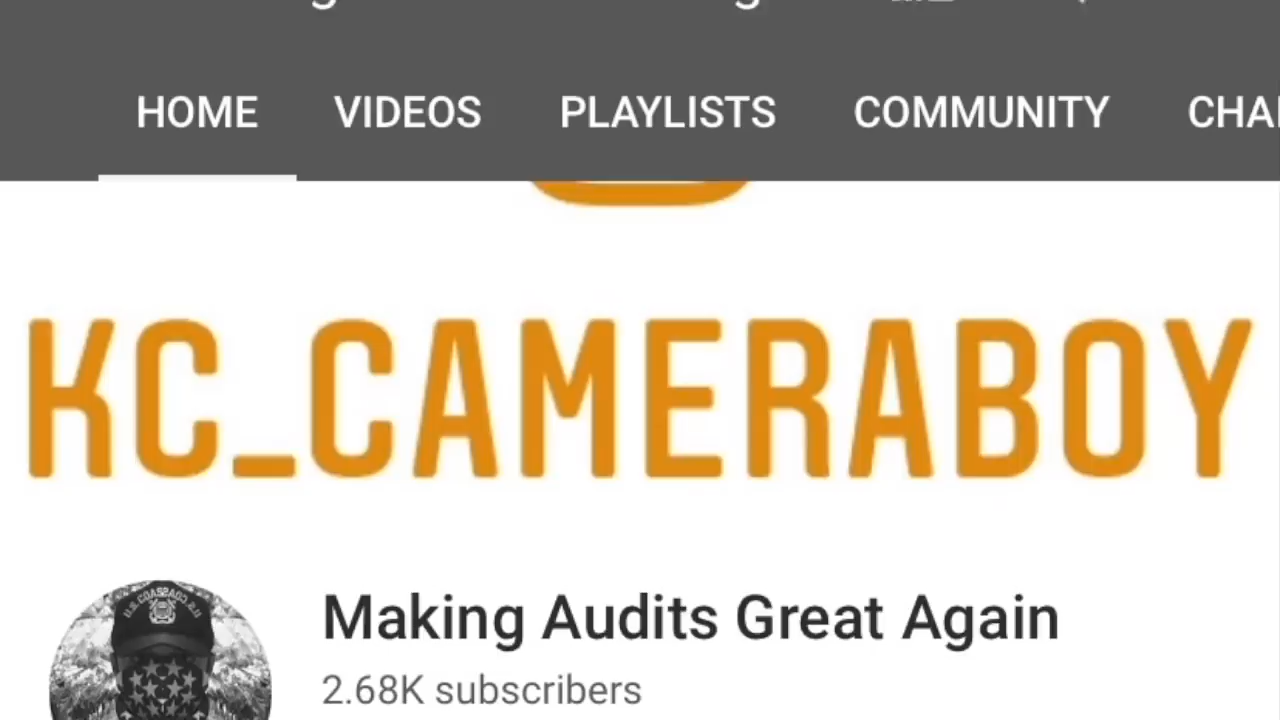 HOME VIDEOS PLAYLISTS COMMUNITY
KC_CAMERABOY
Making Audits Great Again
2.68K subscribers